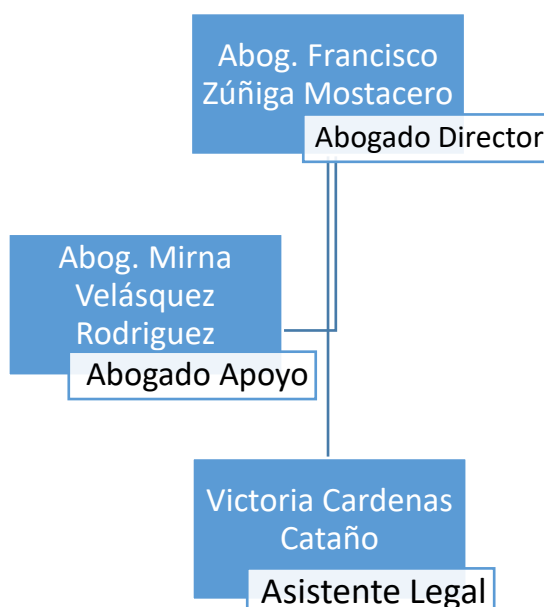 Abog. Francisco
Zúñiga Mostacero
Abogado Director
Abog. Mirna
Velásquez
Rodriguez
Abogado Apoyo
Victoria Cardenas
Cataño
Asistente Legal